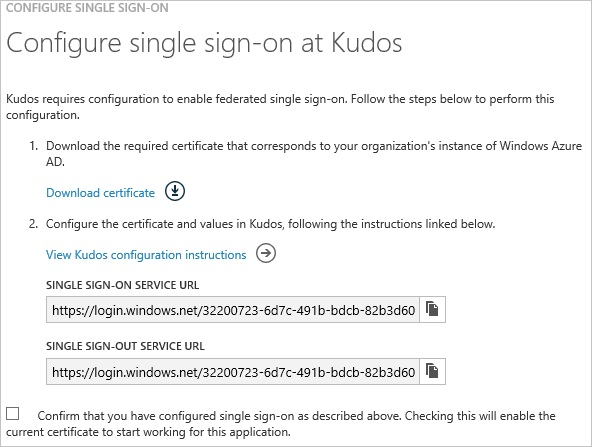 CONFIGURE SINGLE SIGN-ON
Configure single sign-on at Kudos
Kudos requires configuration to enable federated single sign-on. Follow the steps below to perform this
configuration.
1. Download the required certificate that corresponds to your organization's instance of Windows Azure
AD.
Download certificate
2. Configure the certificate and values in Kudos, following the instructions linked below.
View Kudos configuration instructions
SINGLE SIGN-ON SERVICE URL
https://login.windows.net/32200723-6d7c-491b-bdcb-82b3d60
SINGLE SIGN-OUT SERVICE URL
https://login.windows.net/32200723-6d7c-491b-bdcb-82b3d60
Confirm that you have configured single sign-on as described above. Checking this will enable the
current certificate to start working for this application.